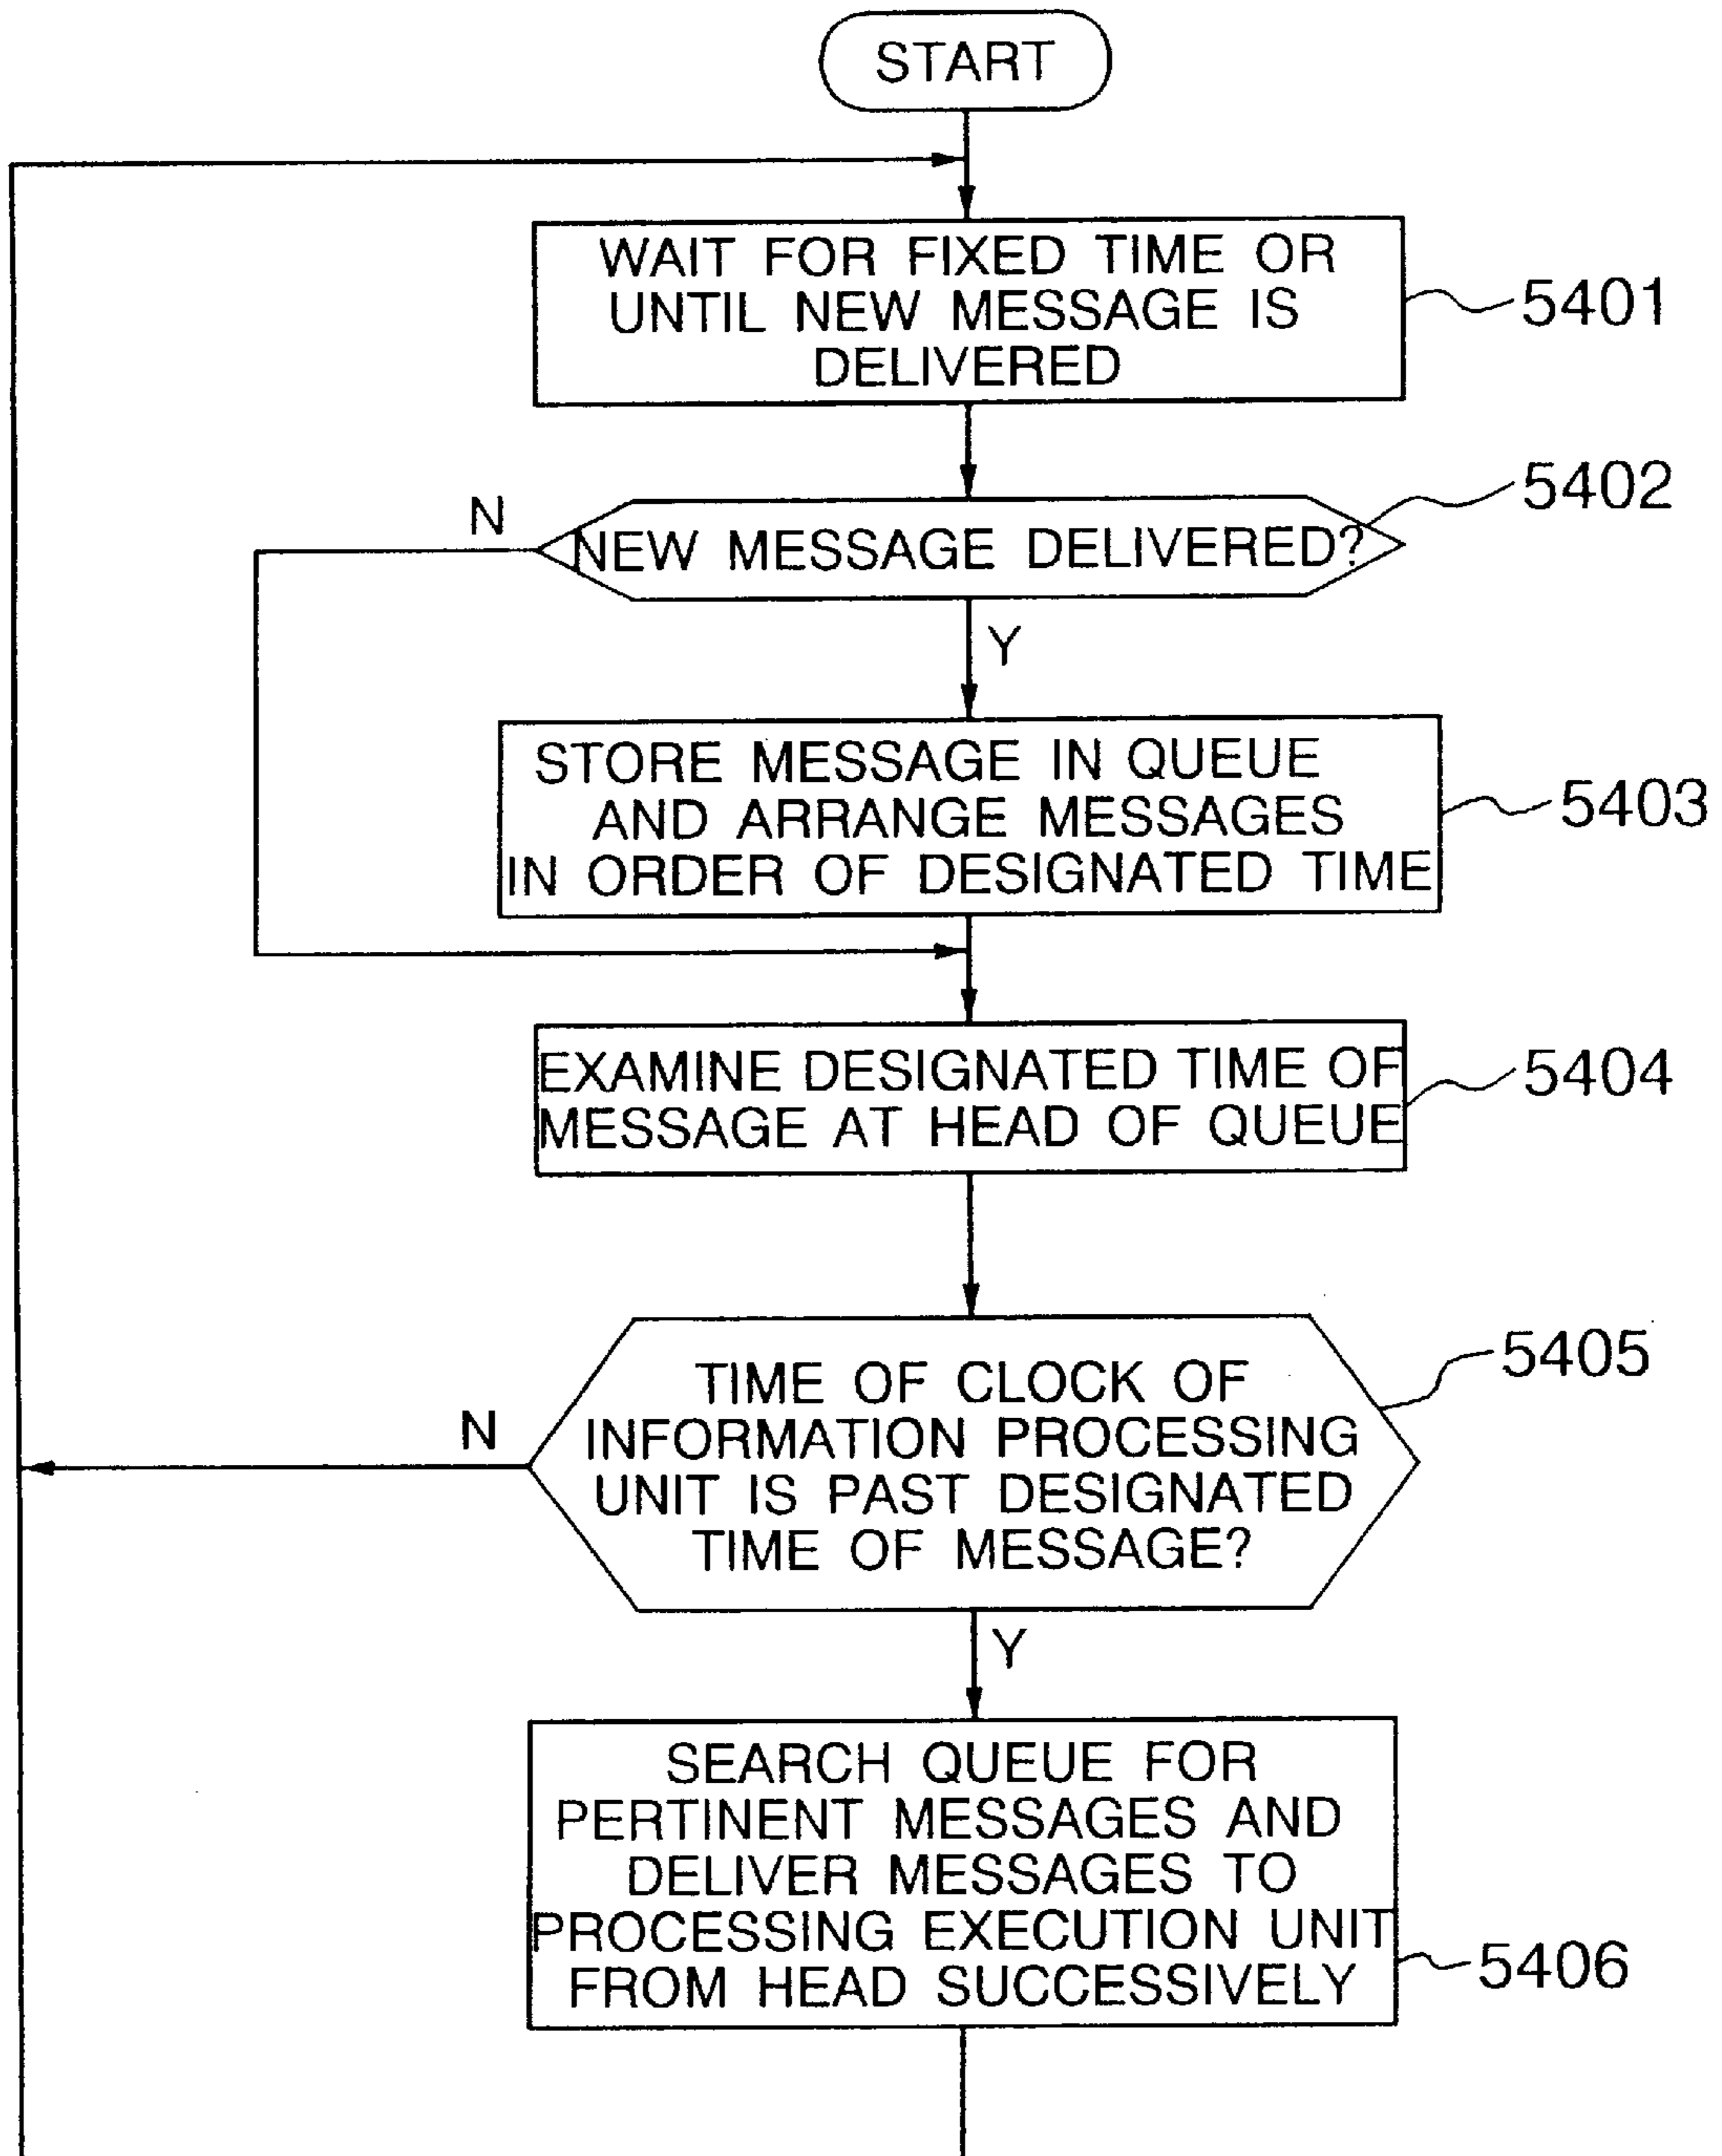 START
WAIT FOR FIXED TIME OR
UNTIL NEW MESSAGE IS
DELIVERED
5401
N
NEW MESSAGE DELIVERED?
5402
Y
STORE MESSAGE IN QUEUE
AND ARRANGE MESSAGES
IN ORDER OF DESIGNATED TIME
5403
EXAMINE DESIGNATED TIME OF
MESSAGE AT HEAD OF QUEUE
5404
N
TIME OF CLOCK OF
INFORMATION PROCESSING
UNIT IS PAST DESIGNATED
TIME OF MESSAGE?
5405
Y
SEARCH QUEUE FOR
PERTINENT MESSAGES AND
DELIVER MESSAGES TO
PROCESSING EXECUTION UNIT
FROM HEAD SUCCESSIVELY
5406